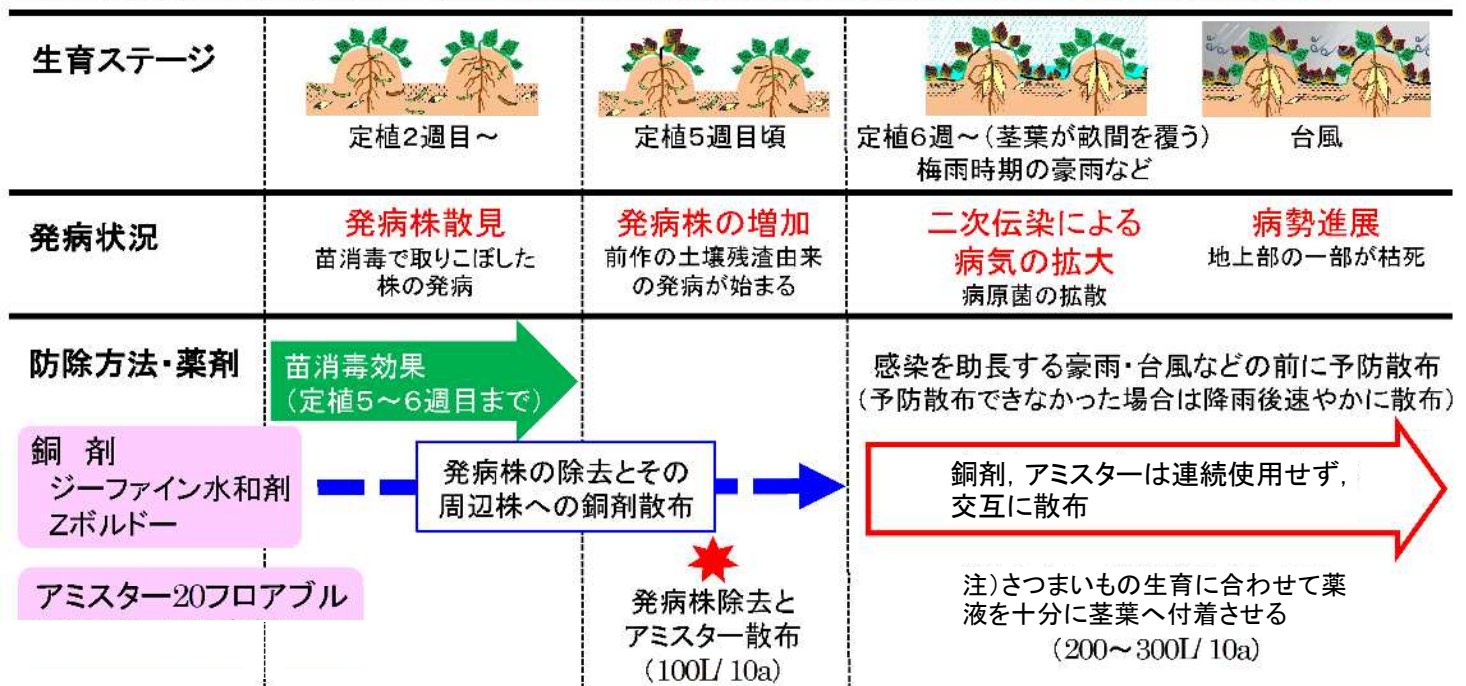 生育ステージ
定植2週目～
定植5週目頃
定植6週～(茎葉が畝間を覆う)
梅雨時期の豪雨など
台風
発病状況
発病株散見
苗消毒で取りこぼした
株の発病
発病株の増加
前作の土壌残渣由来
の発病が始まる
二次伝染による
病気の拡大
病原菌の拡散
病勢進展
地上部の一部が枯死
防除方法・薬剤
苗消毒効果
(定植5～6週目まで)
感染を助長する豪雨・台風などの前に予防散布
(予防散布できなかった場合は降雨後速やかに散布)
銅 剤
ジーファイン水和剤
Zボルドー
発病株の除去とその
周辺株への銅剤散布
銅剤, アミスターは連続使用せず,
交互に散布
アミスター20フロアブル
発病株除去と
アミスター散布
(100L/ 10a)
注)さつまいもの生育に合わせて薬
液を十分に茎葉へ付着させる
(200～300L/ 10a)